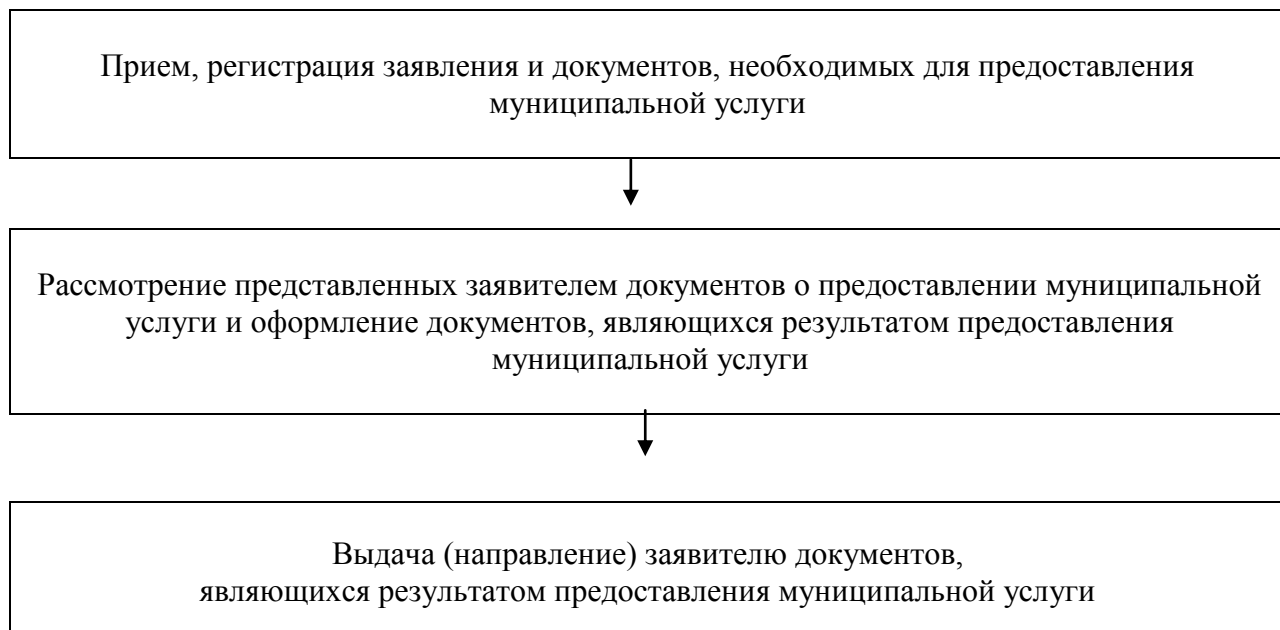 Прием, регистрация заявления и документов, необходимых для предоставления
муниципальной услуги
Рассмотрение представленных заявителем документов о предоставлении муниципальной
услуги и оформление документов, являющихся результатом предоставления
муниципальной услуги
Выдача (направление) заявителю документов,
являющихся результатом предоставления муниципальной услуги